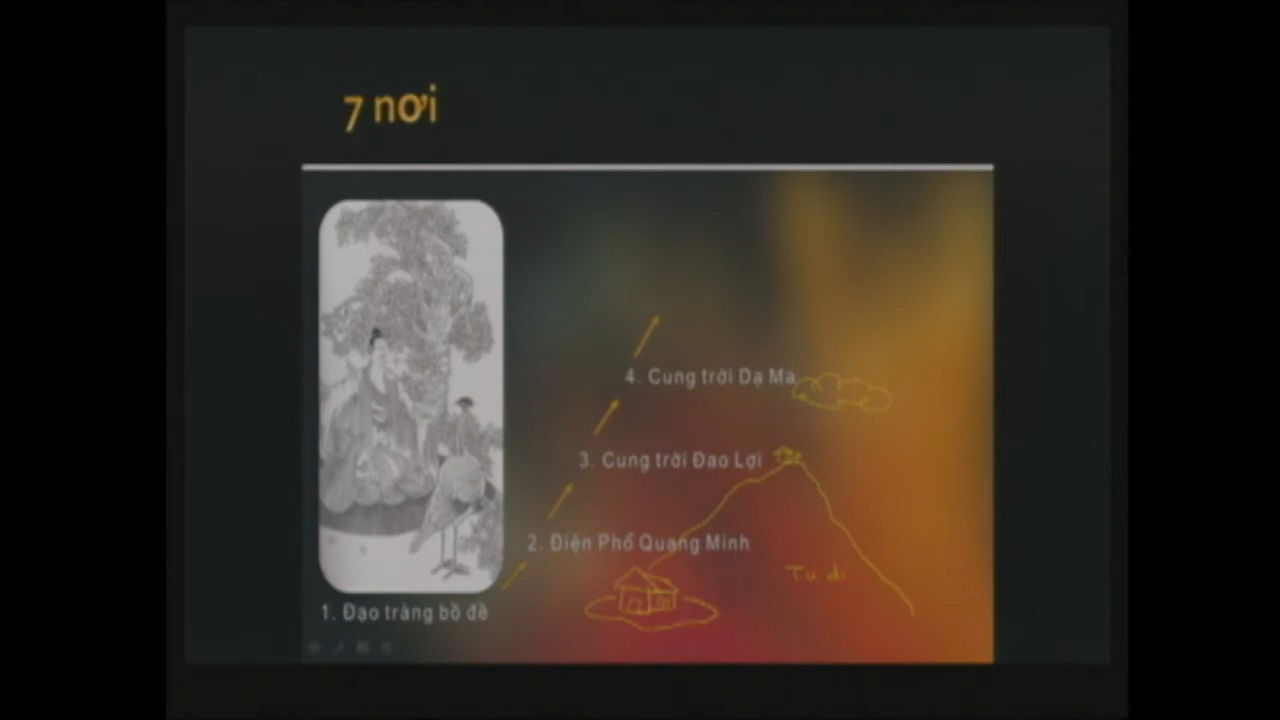 7 nơi
4. Cung trời Dạ Ma
3. Cung trời Đao Lợi
2. Điện Phổ Quang Minh
Tu di
1. Đạo tràng bồ đề